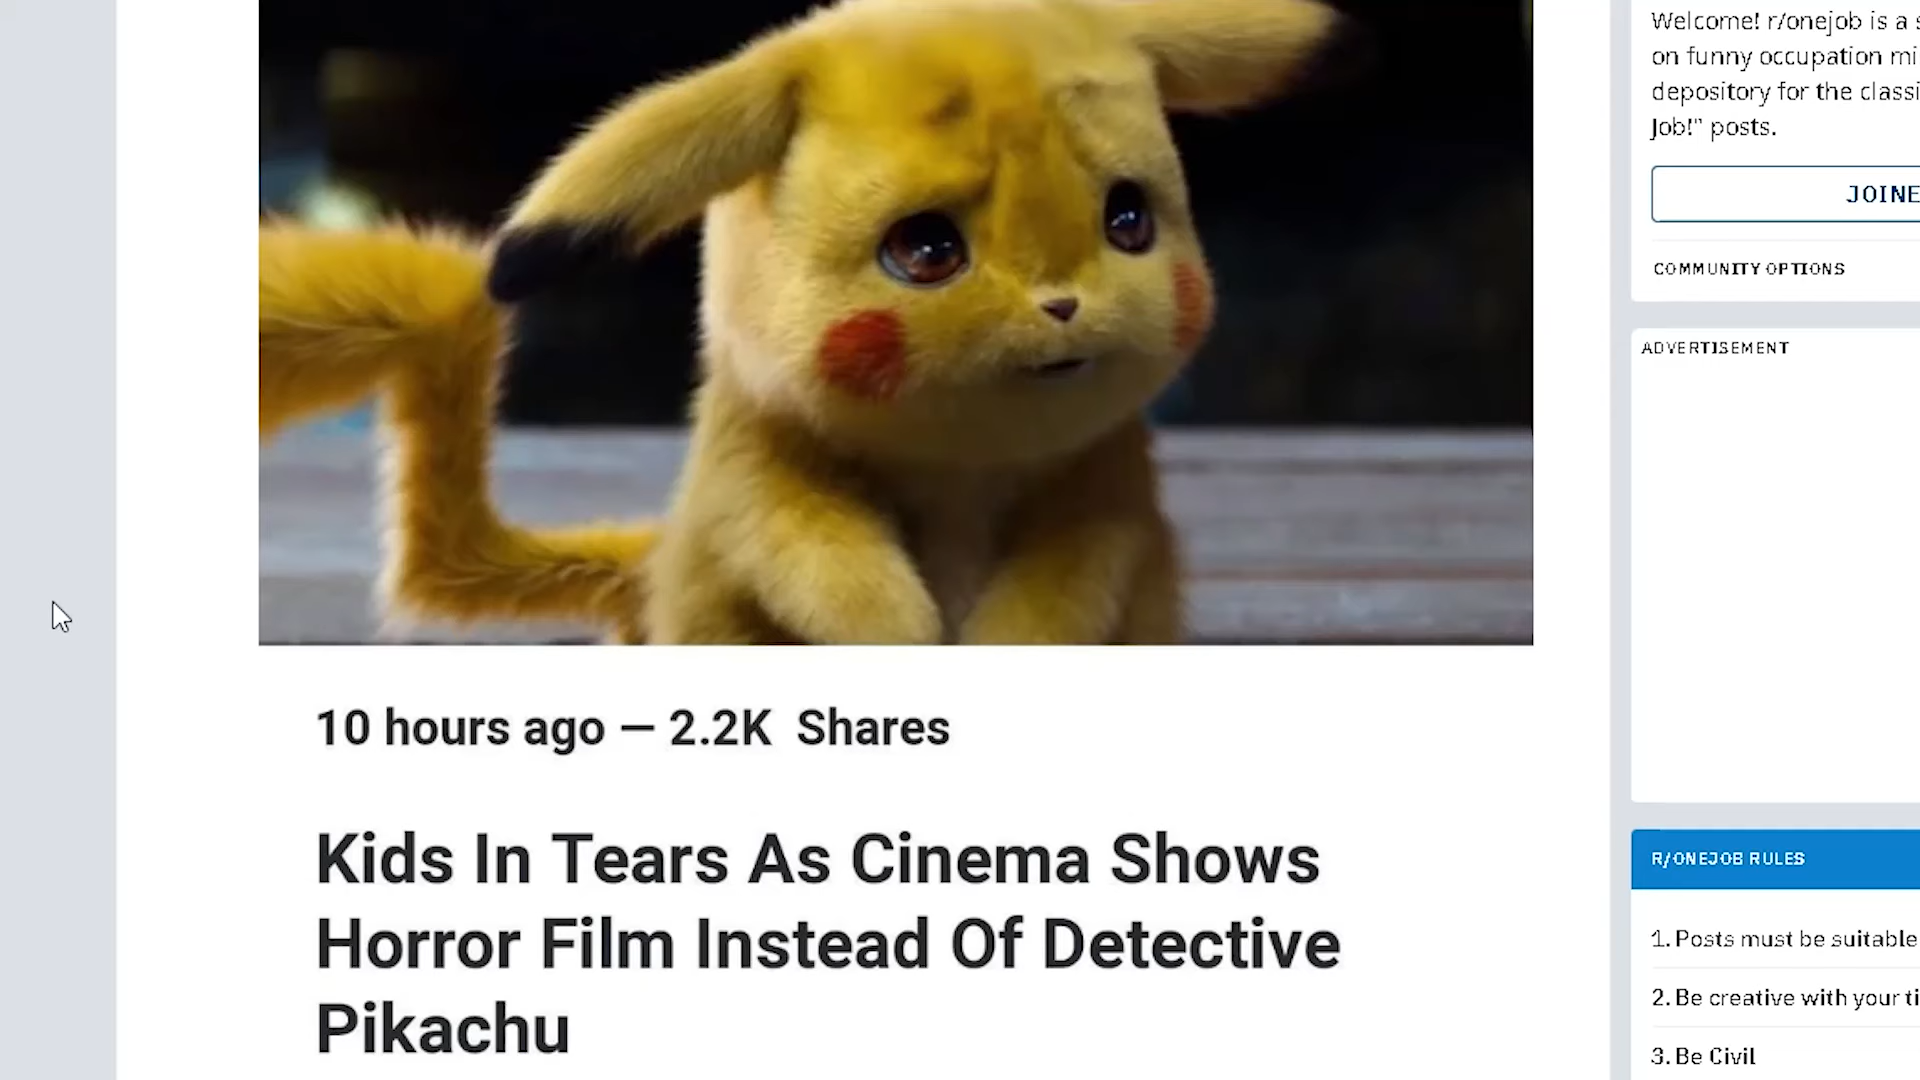 10 hours ago — 2.2K Shares
Kids In Tears As Cinema Shows
Horror Film Instead Of Detective
Pikachu
Welcome! r/onejob is a
on funny occupation
depository for the
Job!" posts.
COMMUNITY OPTIONS
ADVERTISEMENT
R/ONEJOB RULES
1. Posts must be suitable
2. Be creative with your
3. Be Civil